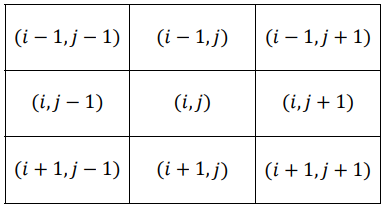 (i − 1, j − 1) (i − 1, j) (i − 1, j + 1)
(i, j − 1) (i, j) (i, j + 1)
(i + 1, j − 1) (i + 1, j) (i + 1, j + 1)